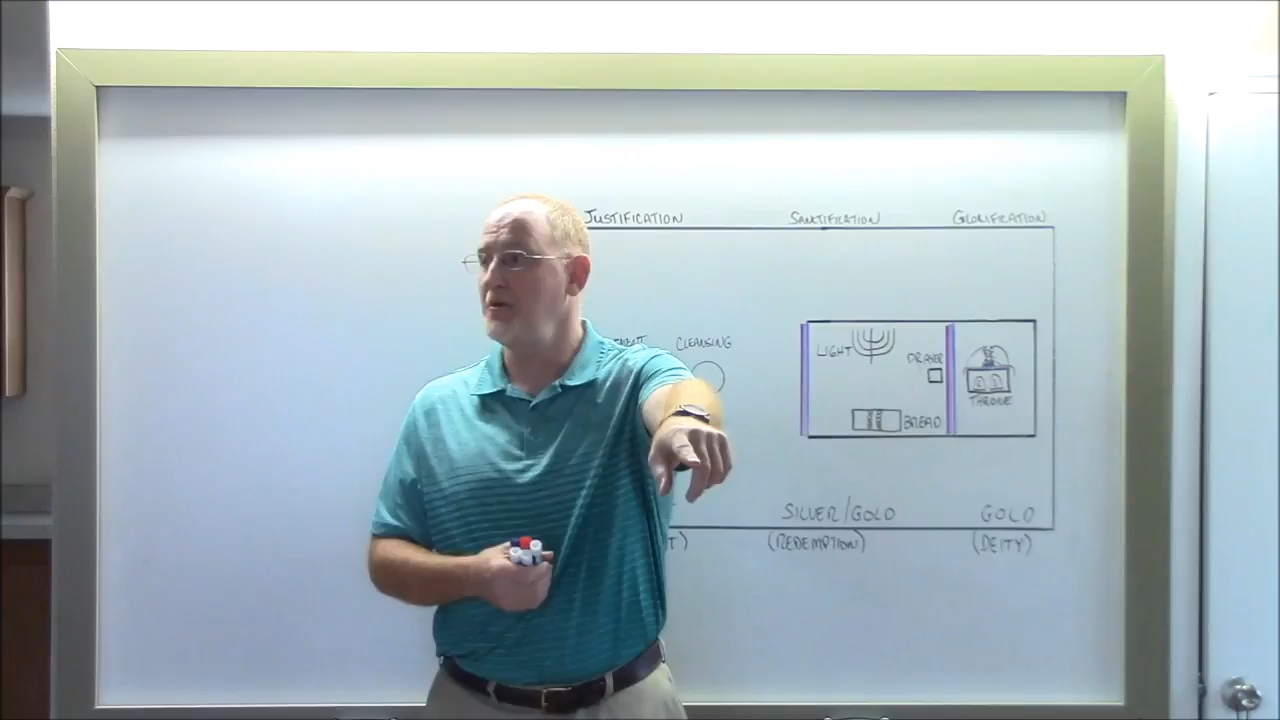 JUSTIFICATION SANCTIFICATION GLORIFICATION
CLEANSING
LIGHT
PRAYER
THRONE
BREAD
SILVER/GOLD GOLD
T) (REDEMPTION) (DEITY)